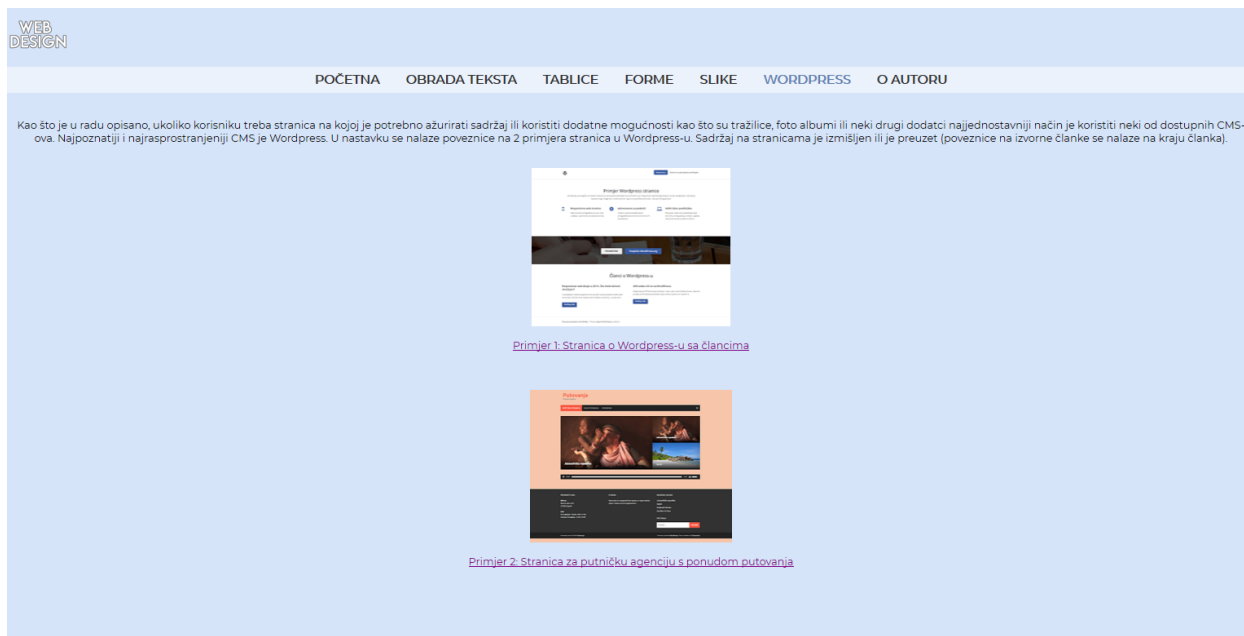 WEB
DESIGN
POČETNA OBRADA TEKSTA TABLICE FORME SLIKE WORDPRESS O AUTORU
Kao što je u radu opisano, ukoliko korisniku treba stranica na kojoj je potrebno ažurirati sadržaj ili koristiti dodatne mogućnosti kao što su tražilice, foto albumi ili neki drugi dodatci najjednostavniji način je koristiti neki od dostupnih CMS-
ova. Najpoznatiji i najrasprostranjeniji CMS je Wordpress. U nastavku se nalaze poveznice na 2 primjera stranica u Wordpress-u. Sadržaj na stranicama je izmišljen ili je preuzet (poveznice na izvorne članke se nalaze na kraju članka).
Primjer Wordpress stranice
Članci o Wordpress-u
Primjer 1: Stranica o Wordpress-u sa člancima
Putovanja
Primjer 2: Stranica za putničku agenciju s ponudom putovanja